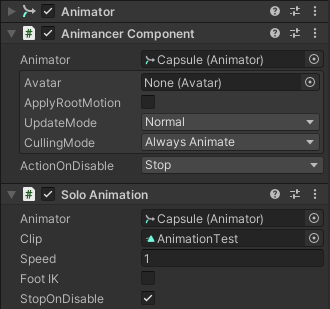 Animator
# Animancer Component
Animator Capsule (Animator)
Avatar None (Avatar)
ApplyRootMotion
UpdateMode Normal
CullingMode Always Animate
ActionOnDisable Stop
# Solo Animation
Animator Capsule (Animator)
Clip AnimationTest
Speed 1
Foot IK
StopOnDisable